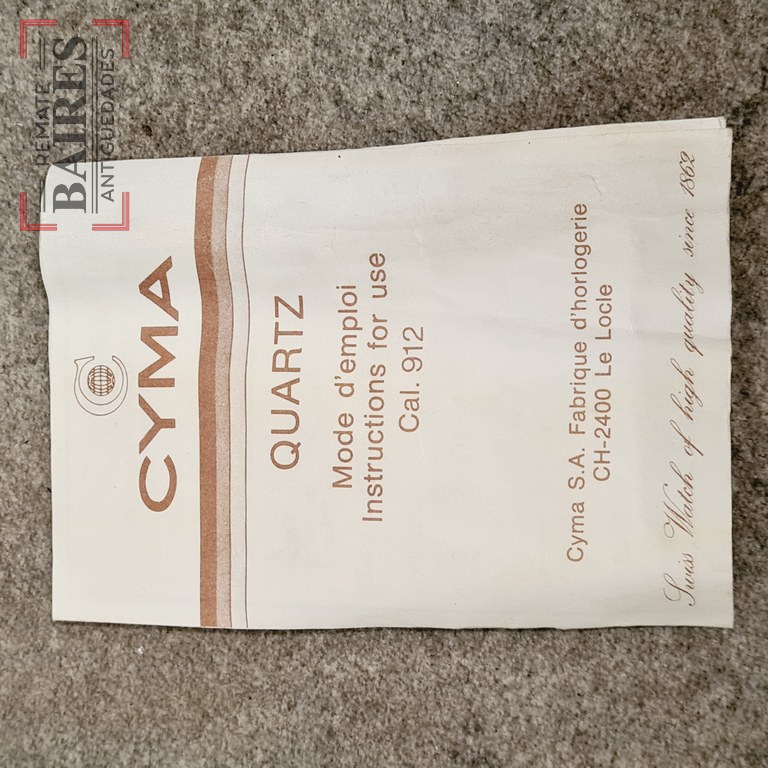 REMATE
BAIRES
ANTIGUEDADES
C
CYMA
QUARTZ
Mode d'emploi
Instructions for use
Cal. 912
Cyma S.A. Fabrique d'horlogerie
CH-2400 Le Locle
Swiss Watch of high quality since 1862